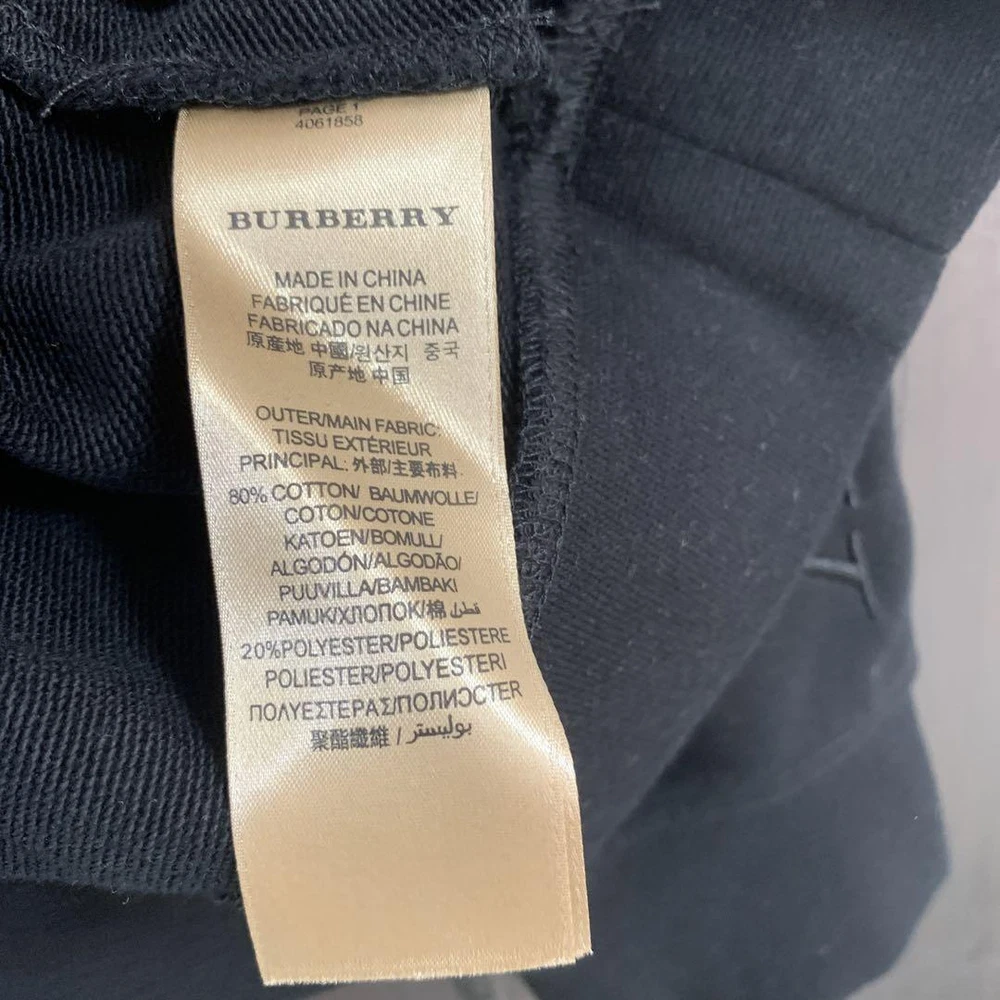 PAGE 1
4061858
BURBERRY
MADE IN CHINA
FABRIQUÉ EN CHINE
FABRICADO NA CHINA
原産地 中國/원산지 중국
原产地 中国
OUTER/MAIN FABRIC:
TISSU EXTÉRIEUR
PRINCIPAL: 外部/主要布料
80% COTTON/ BAUMWOLLE/
COTON/COTONE
KATOEN/BOMULL/
ALGODÓN/ALGODÃO/
PUUVILLA/BAMBAKI
PAMUK/ХЛОПОК/棉 قطن
20%POLYESTER/POLIESTERE
POLIESTER/POLYESTERI
ΠΟΛΥΕΣΤΕΡΑΣ/ПОЛИЭСТЕР
聚酯纖維 / بوليستر